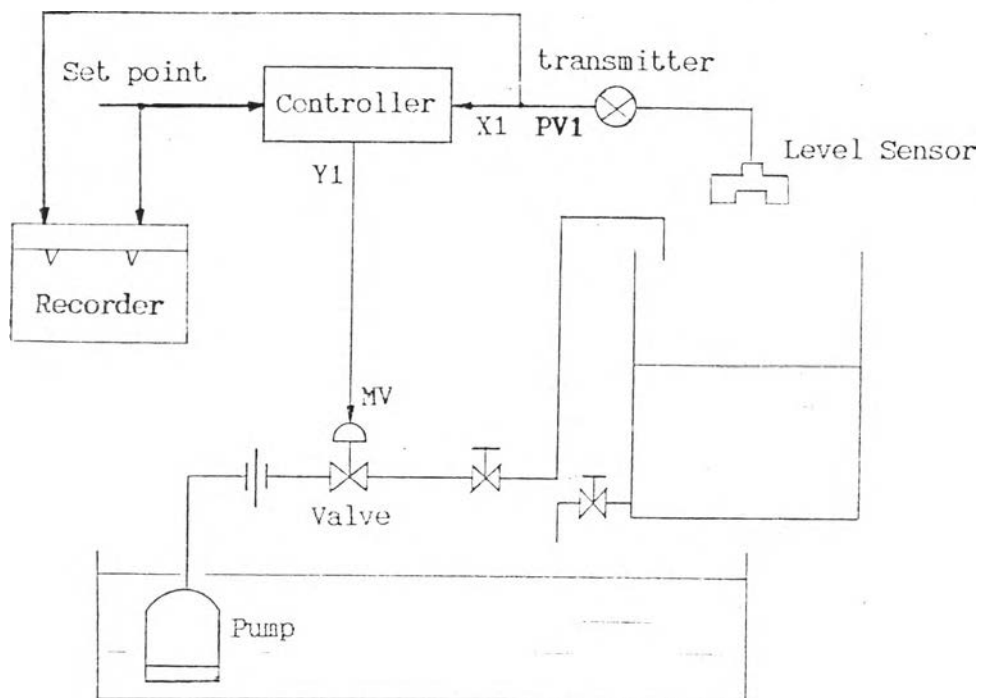 transmitter
Set point
Controller
X1 PV1
Level Sensor
Y1
Recorder
MV
Valve
Pump